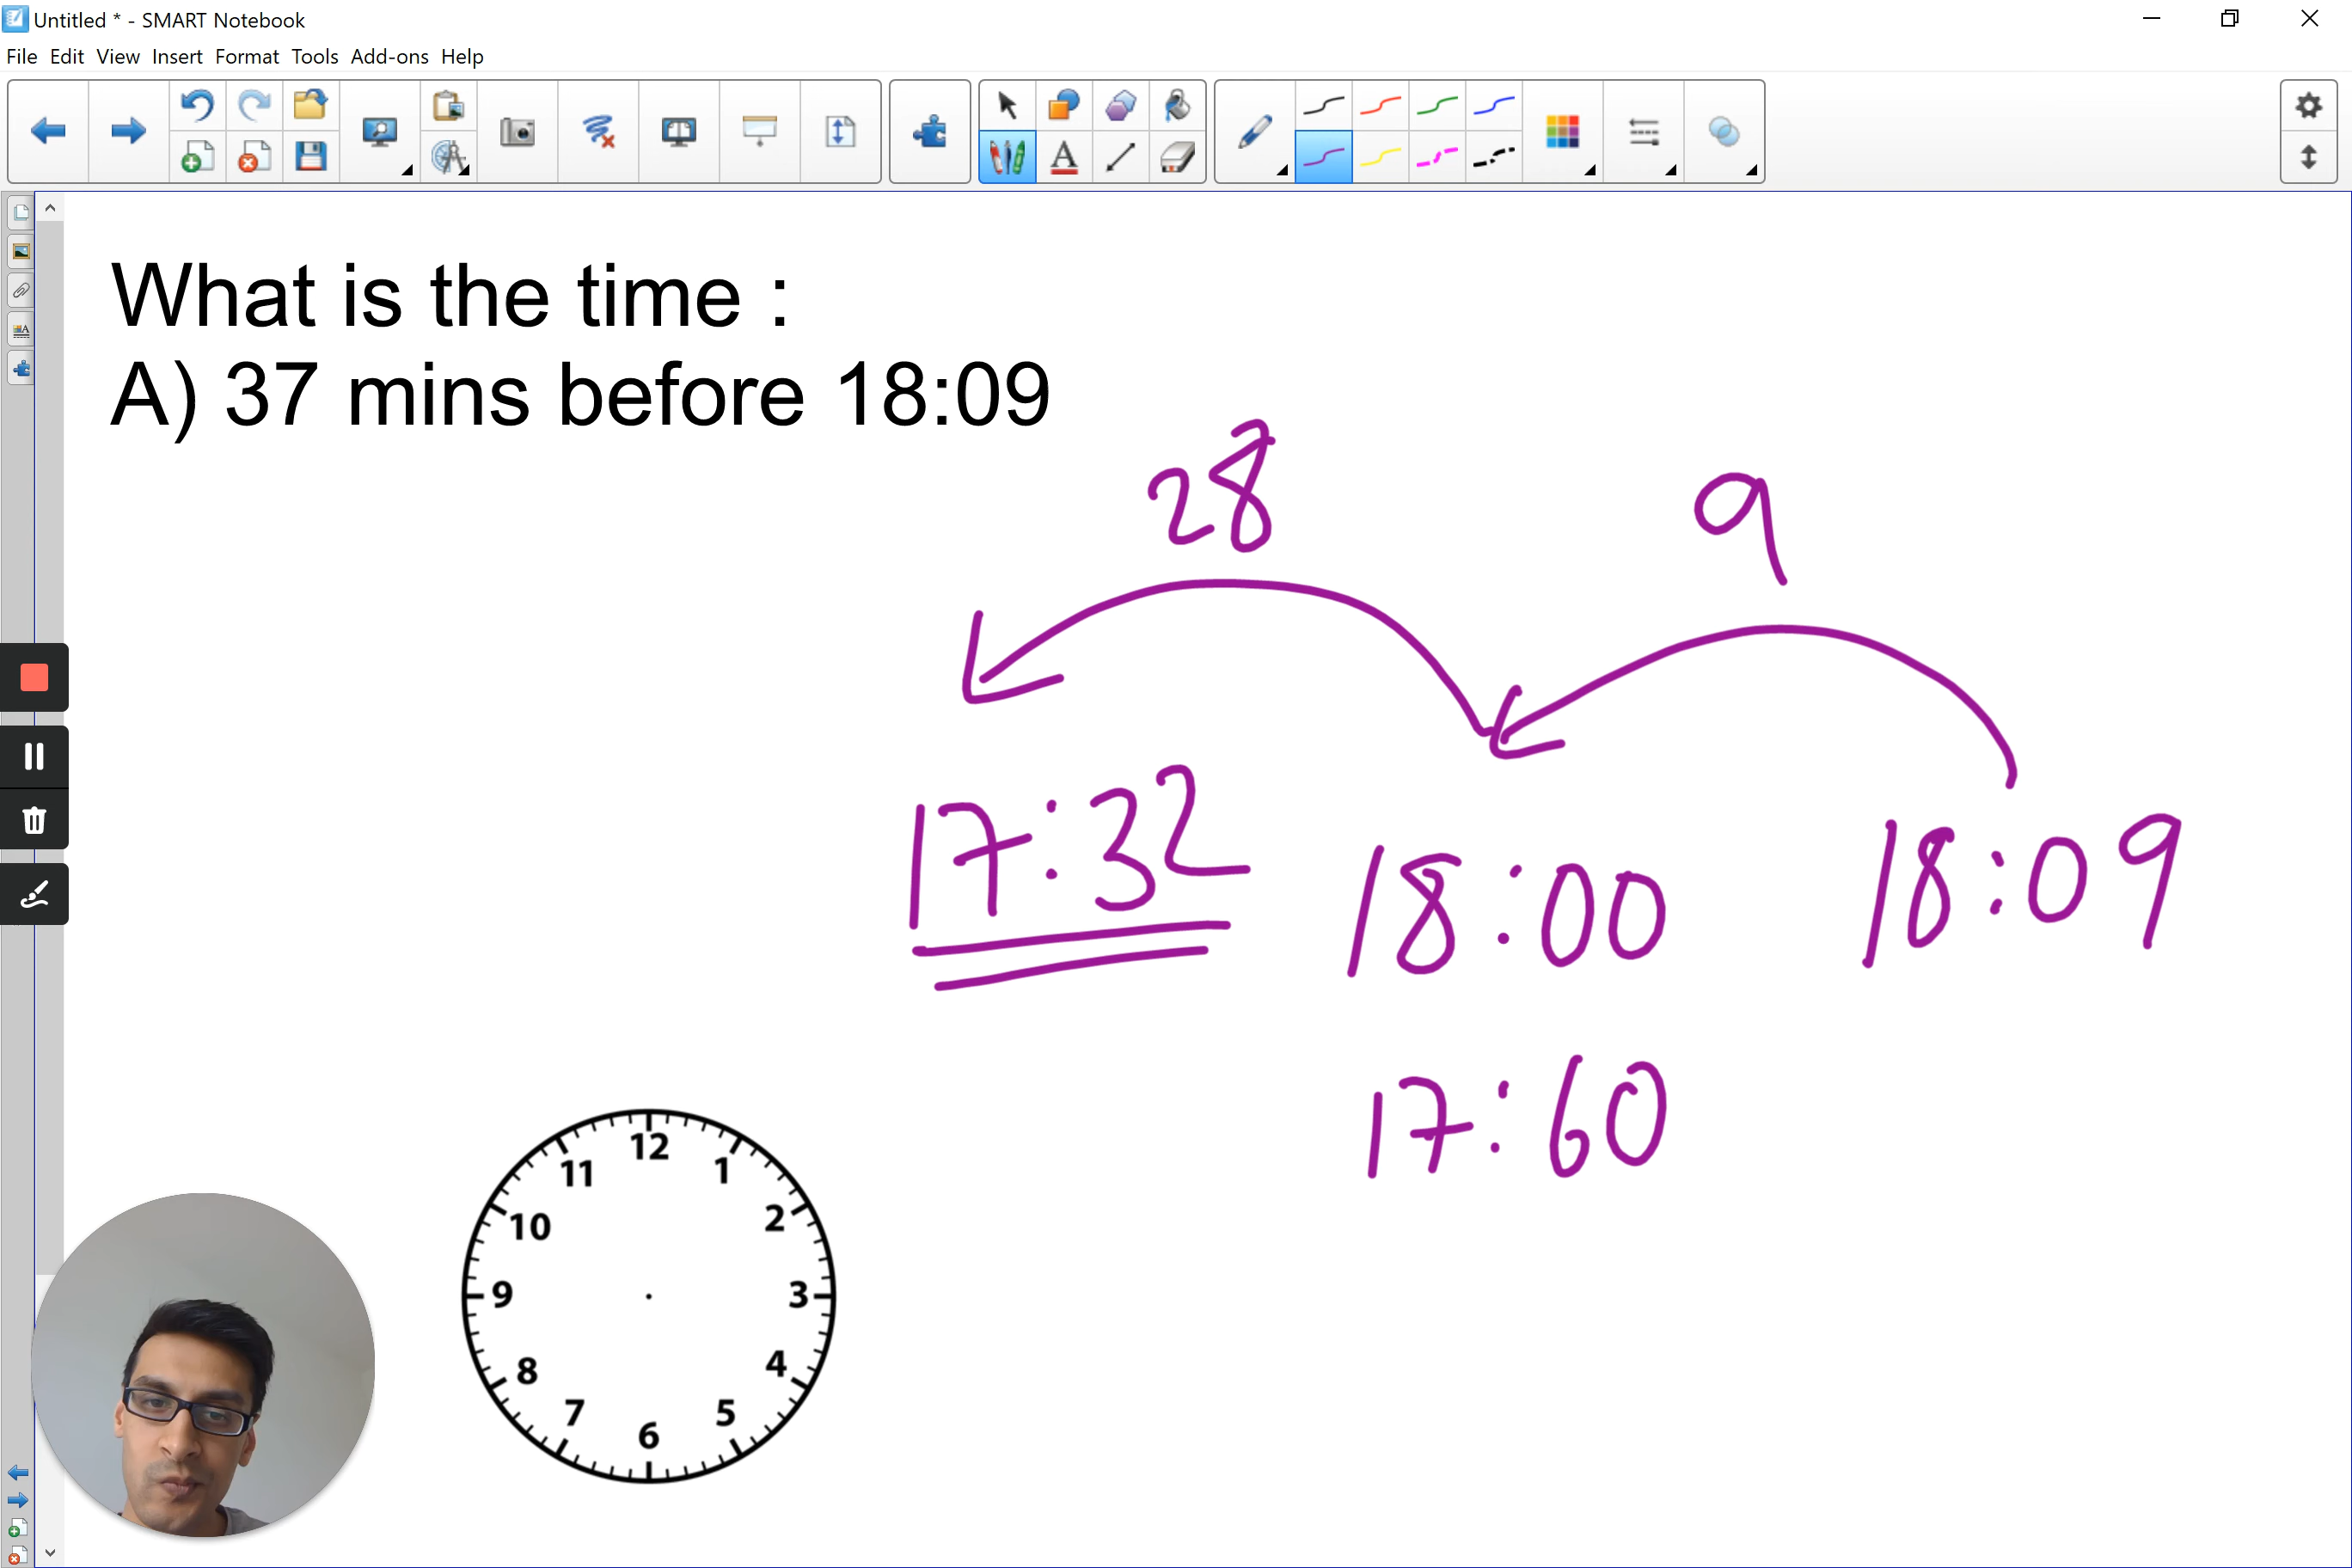 Untitled * - SMART Notebook
File Edit View Insert Format Tools Add-ons Help
What is the time :
A) 37 mins before 18:09
28 9
17:32 18:00 18:09
17:60
12
11 1
10 2
9 3
8 4
7 5
6